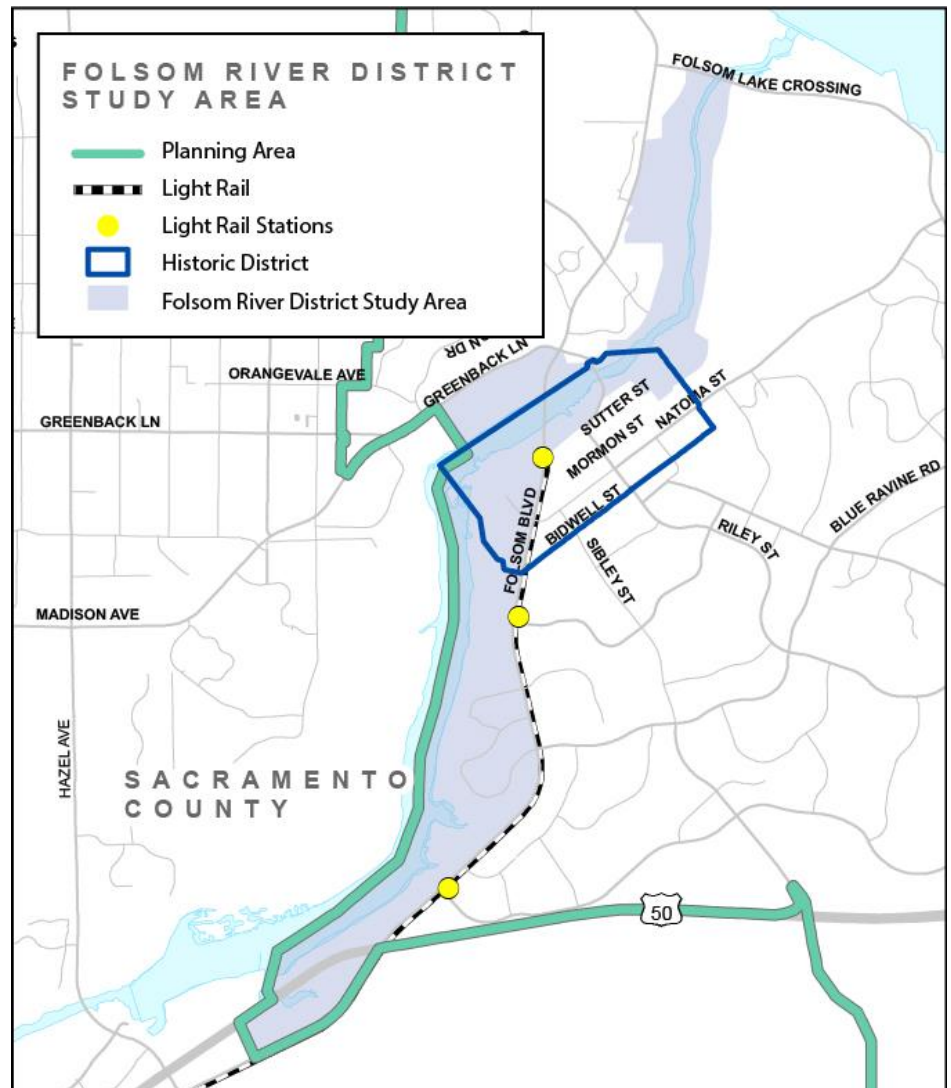 FOLSOM RIVER DISTRICT
STUDY AREA
Planning Area
Light Rail
Light Rail Stations
Historic District
Folsom River District Study Area
FOLSOM LAKE CROSSING
ORANGEVALE AVE
GREENBACK LN
GREENBACK LN
SUTTER ST
MORMON ST
NATOMA ST
FOLSOM BLVD
BIDWELL ST
SIBLEY ST
RILEY ST
BLUE RAVINE RD
MADISON AVE
HAZEL AVE
SACRAMENTO
COUNTY
50